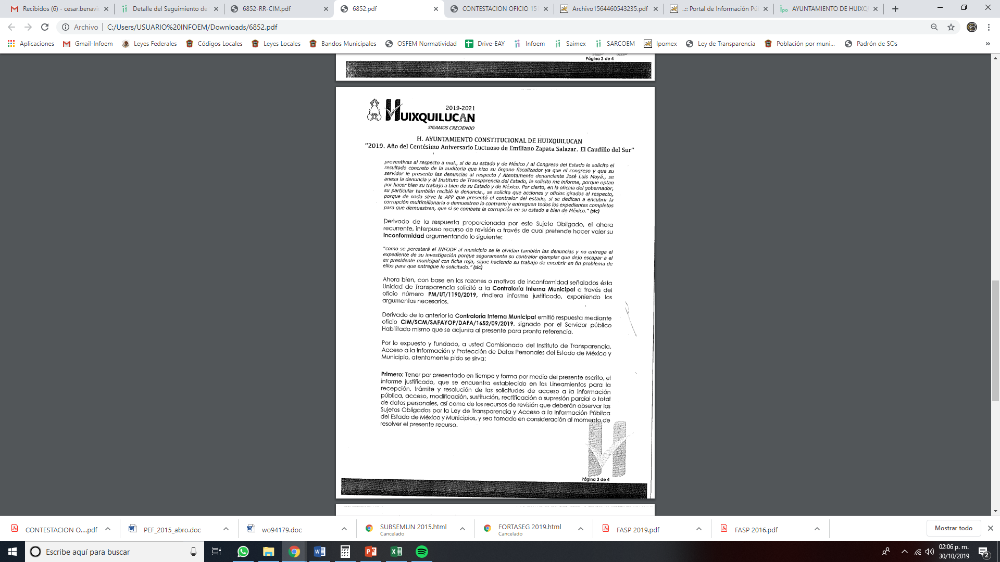 Recibidos (6) - cesar.benavi
Detalle del Seguimiento de
6852-RR-CIM.pdf
6852.pdf
CONTESTACION OFICIO 151
Archivo1564460543235.pdf
..:: Portal de Información Púb
ipo AYUNTAMIENTO DE HUIXQ
Archivo C:/Users/USUARIO%20INFOEM/Downloads/6852.pdf
Aplicaciones
Gmail-Infoem
Leyes Federales
Códigos Locales
Leyes Locales
Bandos Municipales
OSFEM Normatividad
Drive-EAY
Infoem
Saimex
SARCOEM
Ipomex
Ley de Transparencia
Población por muni...
Padrón de SOs
»
Página 2 de 4
2019-2021
HUIXQUILUCAN
SIGAMOS CRECIENDO
H. AYUNTAMIENTO CONSTITUCIONAL DE HUIXQUILUCAN
"2019. Año del Centésimo Aniversario Luctuoso de Emiliano Zapata Salazar. El Caudillo del Sur"
preventivas al respecto a mal., si de su estado y de México / al Congreso del Estado le solicito el
resultado concreto de la auditoria que hizo su órgano fiscalizador ya que el congreso y que su
servidor le presento las denuncias al respecto / Atentamente denunciante José Luis Moyá., se
anexa la denuncia y al Instituto de Transparencia del Estado, le solicito me informe, porque optan
por hacer bien su trabajo a bien de su Estado y de México. Por cierto, en la oficina del gobernador,
su particular también recibió la denuncia., se solicita que acciones y oficios girados al respecto,
porque de nada sirve la APP que presentó el contralor del estado, si se dedican a encubrir la
corrupción multimillonaria o demuestren lo contrario y entreguen todos los expedientes completos
para que demuestren, que si se combate la corrupción en su estado a bien de México." (sic)
Derivado de la respuesta proporcionada por este Sujeto Obligado, el ahora
recurrente, interpuso recurso de revisión a través de cual pretende hacer valer su
inconformidad argumentando lo siguiente:
"como se percatará el INFODF al municipio se le olvidan también las denuncias y no entrega el
expediente de su investigación porque seguramente su contralor ejemplar que dejo escapar a el
ex presidente municipal con ficha roja, sigue haciendo su trabajo de encubrir en fin problema de
ellos para que entregue lo solicitado." (sic)
Ahora bien, con base en las razones o motivos de inconformidad señalados ésta
Unidad de Transparencia solicitó a la Contraloría Interna Municipal a través del
oficio número PM/UT/1190/2019, rindiera informe justificado, exponiendo los
argumentos necesarios.
Derivado de lo anterior la Contraloría Interna Municipal emitió respuesta mediante
oficio CIM/SCM/SAFAYOP/DAFA/1652/09/2019, signado por el Servidor público
Habilitado mismo que se adjunta al presente para pronta referencia.
Por lo expuesto y fundado, a usted Comisionado del Instituto de Transparencia,
Acceso a la información y Protección de Datos Personales del Estado de México y
Municipio, atentamente pido se sirva:
Primero: Tener por presentado en tiempo y forma por medio del presente escrito, el
informe justificado, que se encuentra establecido en los Lineamientos para la
recepción, trámite y resolución de las solicitudes de acceso a la información
pública, acceso, modificación, sustitución, rectificación o supresión parcial o total
de datos personales, así como de los recursos de revisión que deberán observar los
Sujetos Obligados por la Ley de Transparencia y Acceso a la Información Pública
del Estado de México y Municipios, y sea tomado en consideración al momento de
resolver el presente recurso.
Página 3 de 4
CONTESTACION O....pdf
PEF_2015_abro.doc
wo94179.doc
SUBSEMUN 2015.html
Cancelado
FORTASEG 2019.html
Cancelado
FASP 2019.pdf
FASP 2016.pdf
Mostrar todo
Escribe aquí para buscar
02:06 p. m.
30/10/2019
2